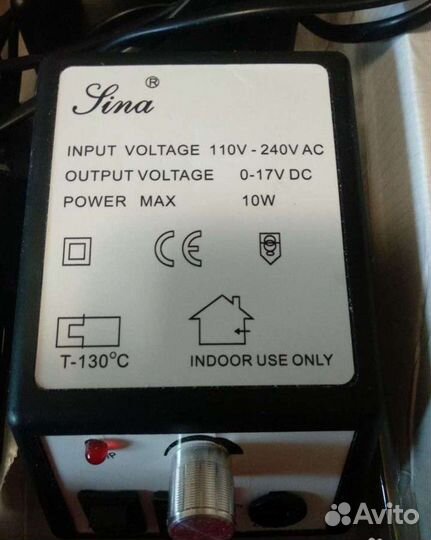 Sina ®
INPUT VOLTAGE 110V - 240V AC
OUTPUT VOLTAGE 0-17V DC
POWER MAX 10W
CE
T-130°C
INDOOR USE ONLY
Avito